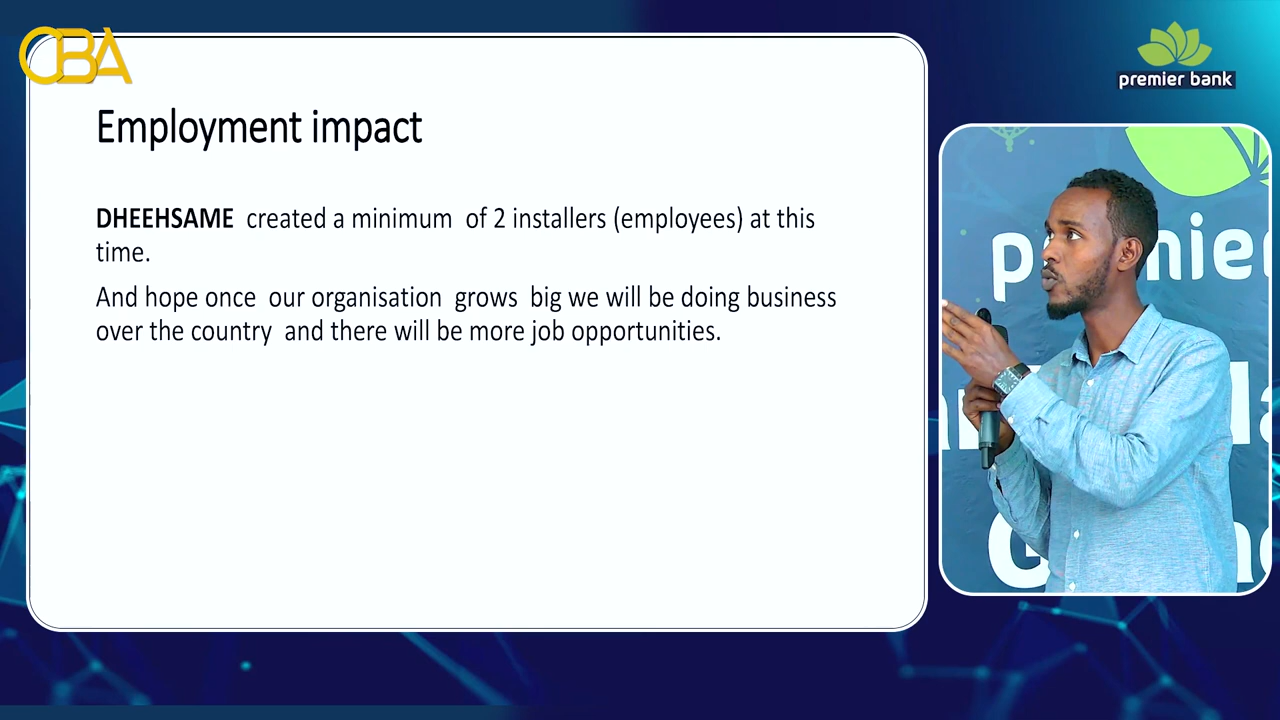 CBA
premier bank
Employment impact
DHEEHSAME created a minimum of 2 installers (employees) at this
time.
And hope once our organisation grows big we will be doing business
over the country and there will be more job opportunities.